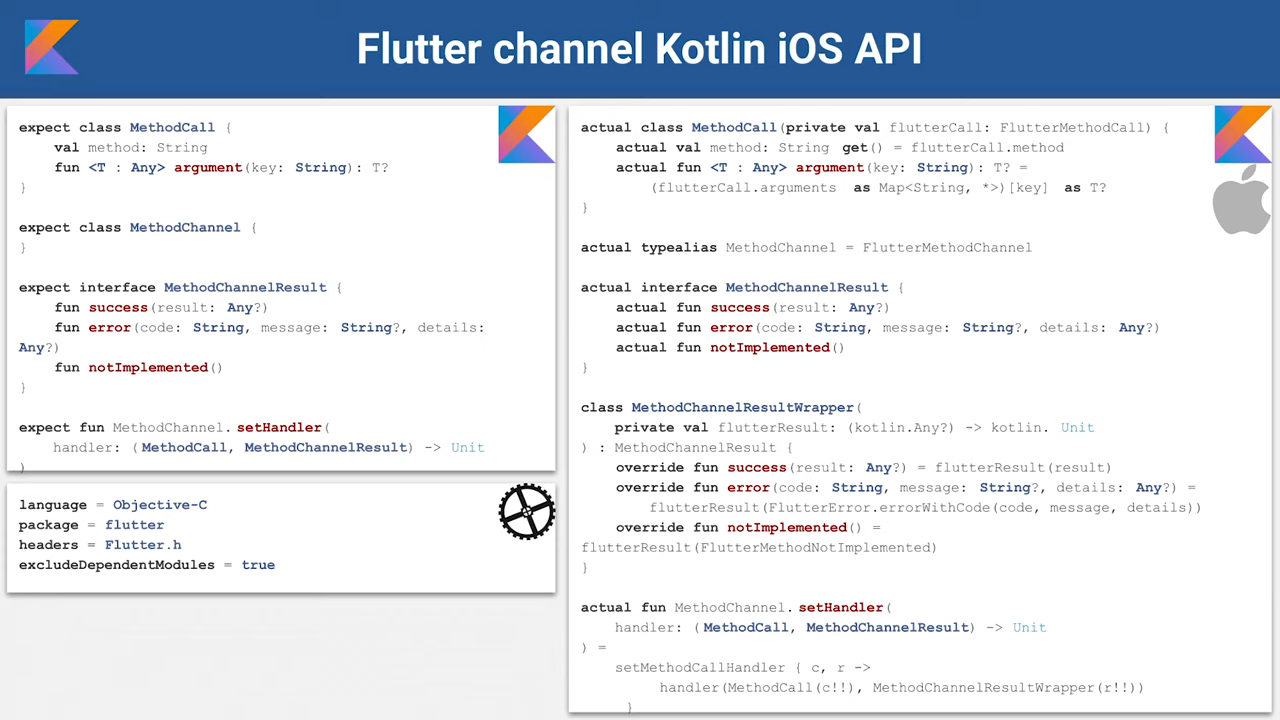 Flutter channel Kotlin iOS API
expect class MethodCall {
val method: String
fun <T : Any> argument(key: String): T?
}
expect class MethodChannel {
}
expect interface MethodChannelResult {
fun success(result: Any?)
fun error(code: String, message: String?, details:
Any?)
fun notImplemented()
}
expect fun MethodChannel.setHandler(
handler: (MethodCall, MethodChannelResult) -> Unit
)
language = Objective-C
package = flutter
headers = Flutter.h
excludeDependentModules = true
actual class MethodCall(private val flutterCall: FlutterMethodCall) {
actual val method: String get() = flutterCall.method
actual fun <T : Any> argument(key: String): T? =
(flutterCall.arguments as Map<String, *>)[key] as T?
}
actual typealias MethodChannel = FlutterMethodChannel
actual interface MethodChannelResult {
actual fun success(result: Any?)
actual fun error(code: String, message: String?, details: Any?)
actual fun notImplemented()
}
class MethodChannelResultWrapper(
private val flutterResult: (kotlin.Any?) -> kotlin. Unit
) : MethodChannelResult {
override fun success(result: Any?) = flutterResult(result)
override fun error(code: String, message: String?, details: Any?) =
flutterResult(FlutterError.errorWithCode(code, message, details))
override fun notImplemented() =
flutterResult(FlutterMethodNotImplemented)
}
actual fun MethodChannel.setHandler(
handler: (MethodCall, MethodChannelResult) -> Unit
) =
setMethodCallHandler { c, r ->
handler(MethodCall(c!!), MethodChannelResultWrapper(r!!))
}